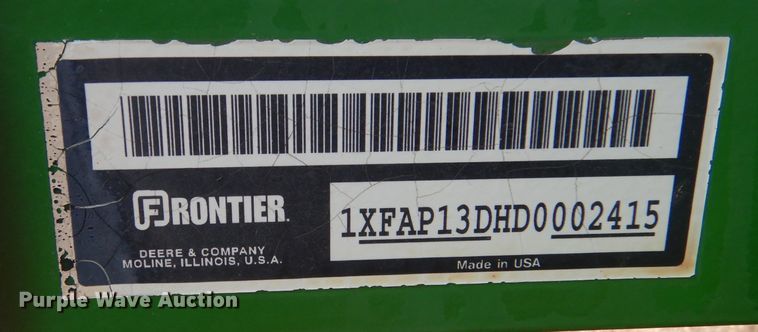 FRONTIER.
DEERE & COMPANY
MOLINE, ILLINOIS, U.S.A.
1XFAP13DHD0002415
Made in USA
Purple Wave Auction